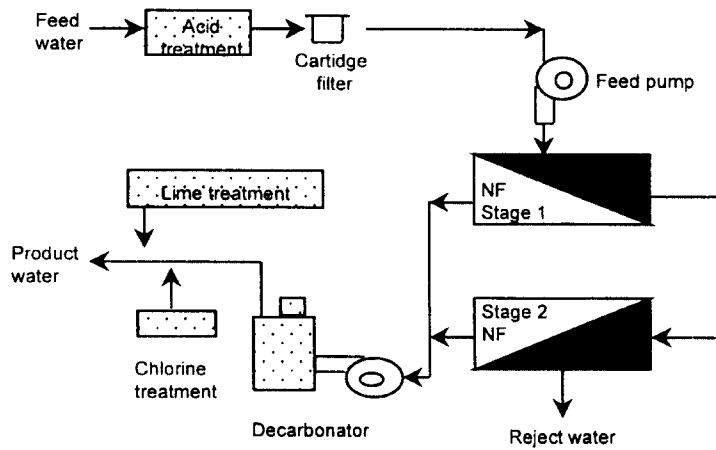 Feed
water
Acid
treatment
Cartidge
filter
Feed pump
NF
Stage 1
Lime treatment
Product
water
Stage 2
NF
Chlorine
treatment
Decarbonator
Reject water